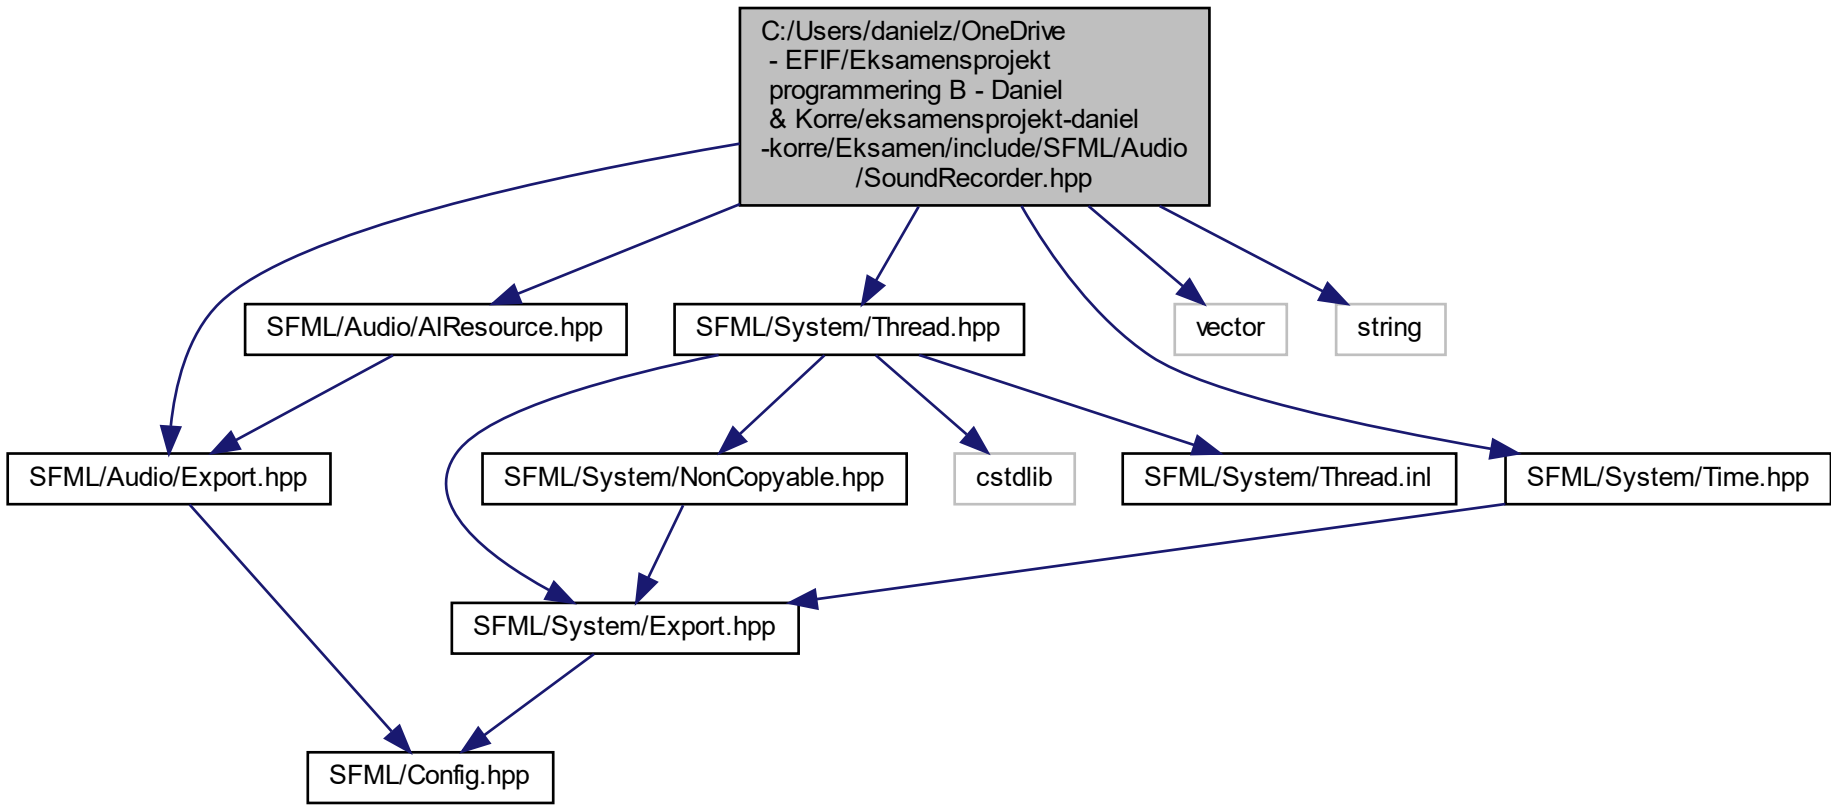 C:/Users/danielz/OneDrive
- EFIF/Eksamensprojekt
programmering B - Daniel
& Korre/eksamensprojekt-daniel
-korre/Eksamen/include/SFML/Audio
/SoundRecorder.hpp
SFML/Audio/AlResource.hpp
SFML/System/Thread.hpp
vector
string
SFML/Audio/Export.hpp
SFML/System/NonCopyable.hpp
cstdlib
SFML/System/Thread.inl
SFML/System/Time.hpp
SFML/System/Export.hpp
SFML/Config.hpp